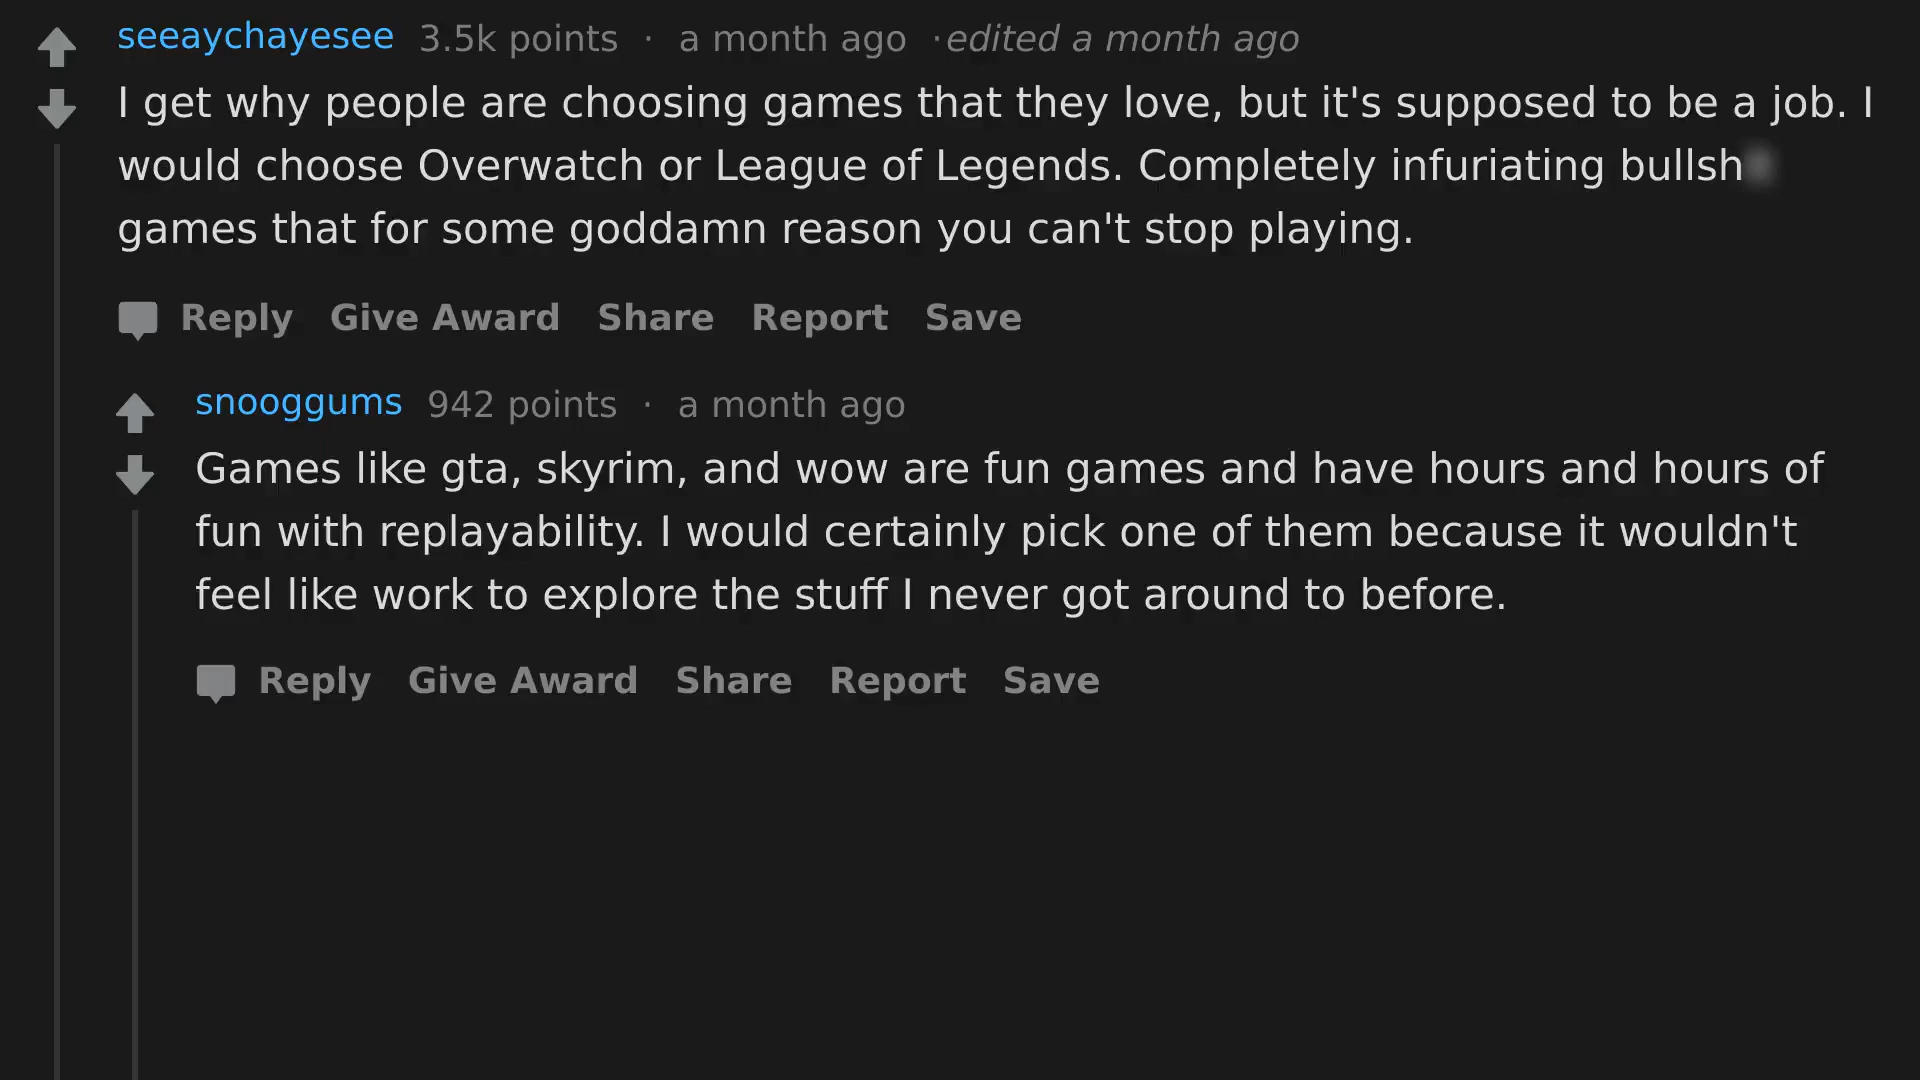 seeaychayesee 3.5k points · a month ago ·edited a month ago
I get why people are choosing games that they love, but it's supposed to be a job. I
would choose Overwatch or League of Legends. Completely infuriating bullsh
games that for some goddamn reason you can't stop playing.
Reply Give Award Share Report Save
snooggums 942 points · a month ago
Games like gta, skyrim, and wow are fun games and have hours and hours of
fun with replayability. I would certainly pick one of them because it wouldn't
feel like work to explore the stuff I never got around to before.
Reply Give Award Share Report Save